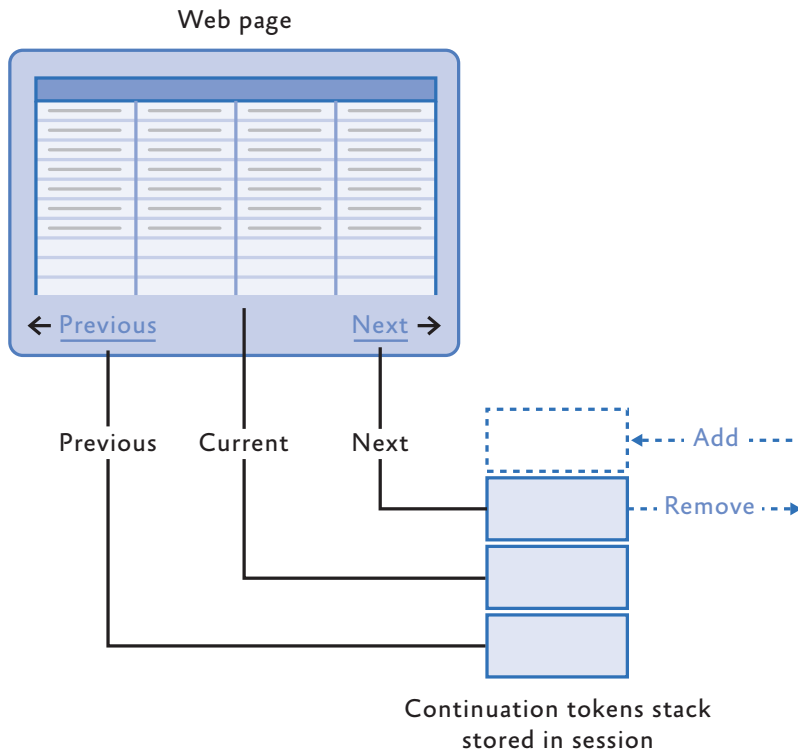 Web page
Previous
Next
Previous
Current
Next
Add
Remove
Continuation tokens stack
stored in session